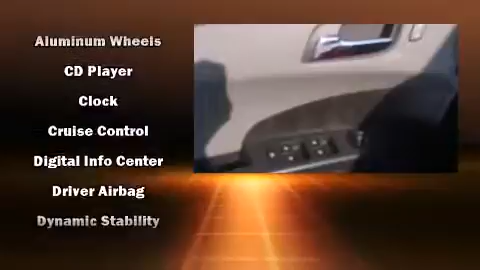 Aluminum Wheels
CD Player
Clock
Cruise Control
Digital Info Center
Driver Airbag
Dynamic Stability